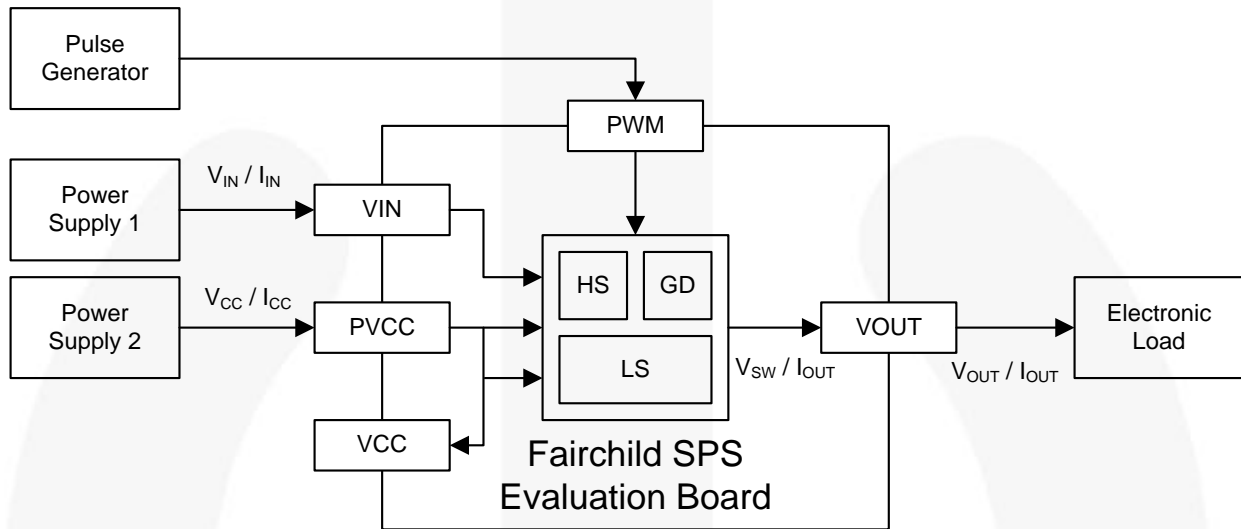 Pulse
Generator
PWM
Power
Supply 1
V_IN / I_IN
VIN
HS
GD
Power
Supply 2
V_CC / I_CC
PVCC
LS
VCC
V_SW / I_OUT
VOUT
V_OUT / I_OUT
Electronic
Load
Fairchild SPS
Evaluation Board